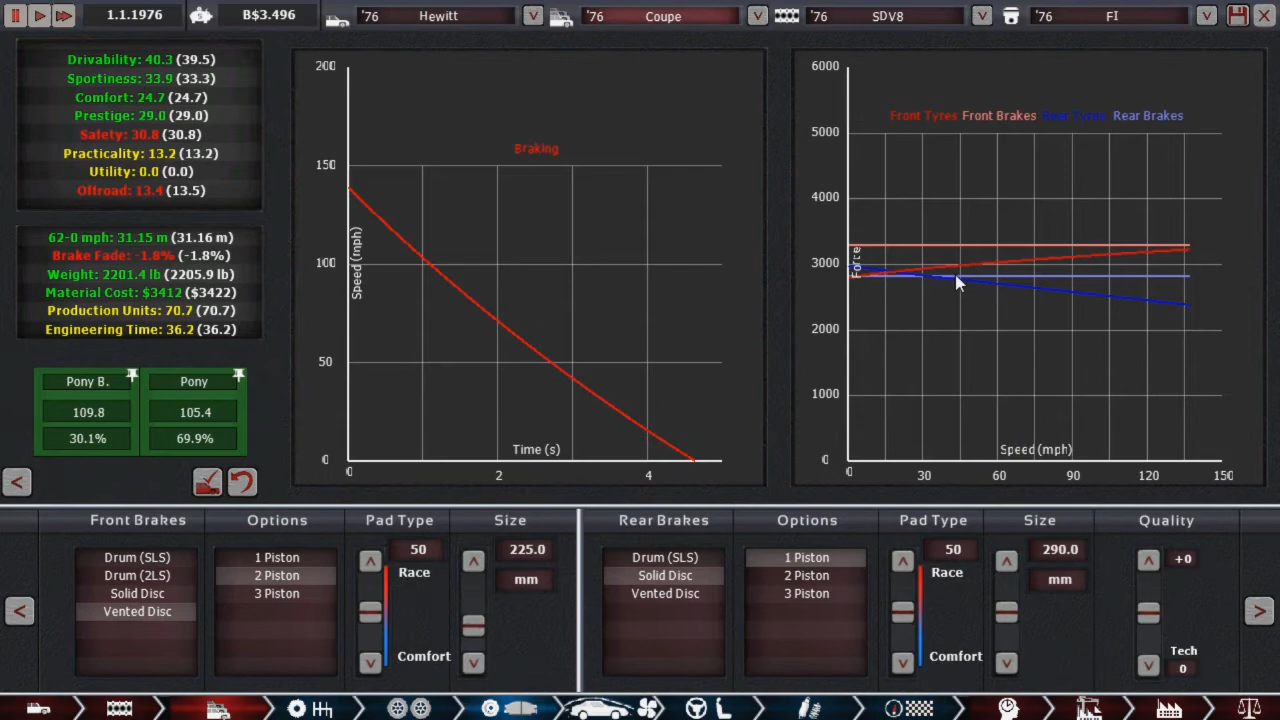 1.1.1976
B$3.496
'76 Hewitt
'76 Coupe
'76 SDV8
'76 FI
Drivability: 40.3 (39.5)
Sportiness: 33.9 (33.3)
Comfort: 24.7 (24.7)
Prestige: 29.0 (29.0)
Safety: 30.8 (30.8)
Practicality: 13.2 (13.2)
Utility: 0.0 (0.0)
Offroad: 13.4 (13.5)
62-0 mph: 31.15 m (31.16 m)
Brake Fade: -1.8% (-1.8%)
Weight: 2201.4 lb (2205.9 lb)
Material Cost: $3412 ($3422)
Production Units: 70.7 (70.7)
Engineering Time: 36.2 (36.2)
Pony B. Pony
109.8 105.4
30.1% 69.9%
200
150
100
50
0
Braking
Speed (mph)
Time (s)
0 2 4
6000
5000
4000
3000
2000
1000
0
Front Tyres Front Brakes Rear Tyres Rear Brakes
Force
Speed (mph)
0 30 60 90 120 150
Front Brakes Options Pad Type Size
Drum (SLS)
Drum (2LS)
Solid Disc
Vented Disc
1 Piston
2 Piston
3 Piston
50
Race
Comfort
225.0
mm
Rear Brakes Options Pad Type Size Quality
Drum (SLS)
Solid Disc
Vented Disc
1 Piston
2 Piston
3 Piston
50
Race
Comfort
290.0
mm
+0
Tech
0